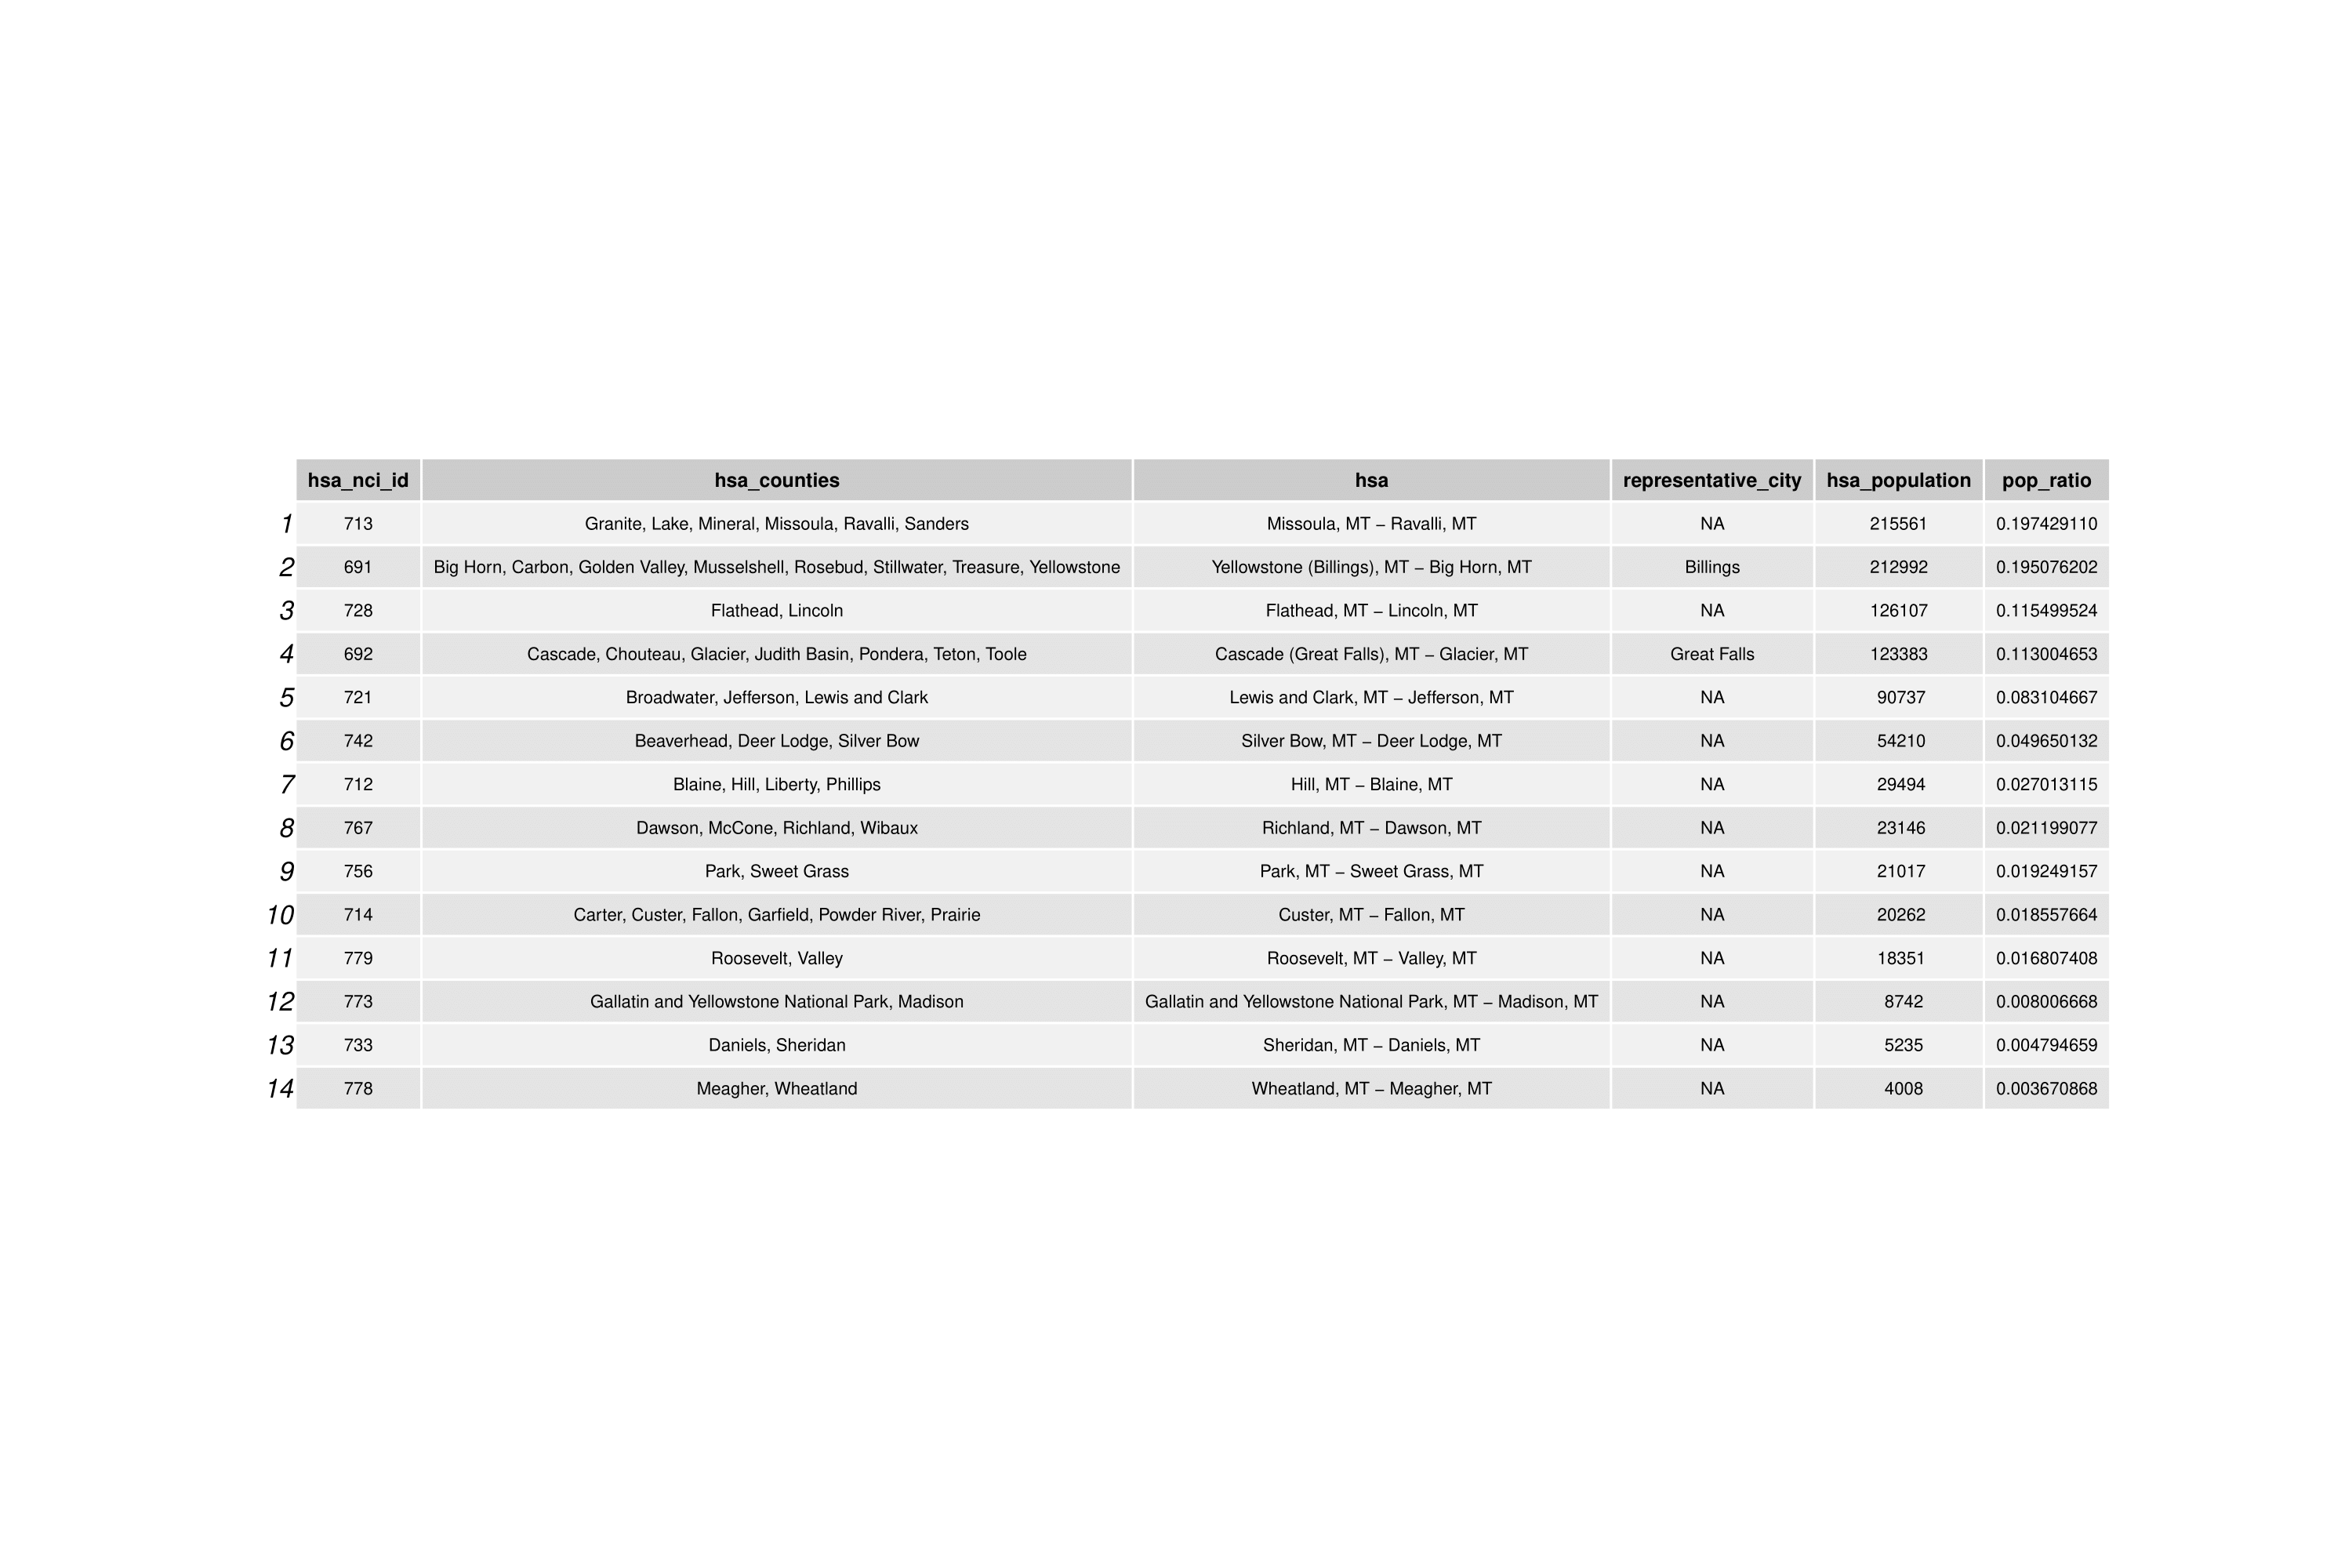 hsa_nci_id hsa_counties hsa representative_city hsa_population pop_ratio
1 713 Granite, Lake, Mineral, Missoula, Ravalli, Sanders Missoula, MT − Ravalli, MT NA 215561 0.197429110
2 691 Big Horn, Carbon, Golden Valley, Musselshell, Rosebud, Stillwater, Treasure, Yellowstone Yellowstone (Billings), MT − Big Horn, MT Billings 212992 0.195076202
3 728 Flathead, Lincoln Flathead, MT − Lincoln, MT NA 126107 0.115499524
4 692 Cascade, Chouteau, Glacier, Judith Basin, Pondera, Teton, Toole Cascade (Great Falls), MT − Glacier, MT Great Falls 123383 0.113004653
5 721 Broadwater, Jefferson, Lewis and Clark Lewis and Clark, MT − Jefferson, MT NA 90737 0.083104667
6 742 Beaverhead, Deer Lodge, Silver Bow Silver Bow, MT − Deer Lodge, MT NA 54210 0.049650132
7 712 Blaine, Hill, Liberty, Phillips Hill, MT − Blaine, MT NA 29494 0.027013115
8 767 Dawson, McCone, Richland, Wibaux Richland, MT − Dawson, MT NA 23146 0.021199077
9 756 Park, Sweet Grass Park, MT − Sweet Grass, MT NA 21017 0.019249157
10 714 Carter, Custer, Fallon, Garfield, Powder River, Prairie Custer, MT − Fallon, MT NA 20262 0.018557664
11 779 Roosevelt, Valley Roosevelt, MT − Valley, MT NA 18351 0.016807408
12 773 Gallatin and Yellowstone National Park, Madison Gallatin and Yellowstone National Park, MT − Madison, MT NA 8742 0.008006668
13 733 Daniels, Sheridan Sheridan, MT − Daniels, MT NA 5235 0.004794659
14 778 Meagher, Wheatland Wheatland, MT − Meagher, MT NA 4008 0.003670868